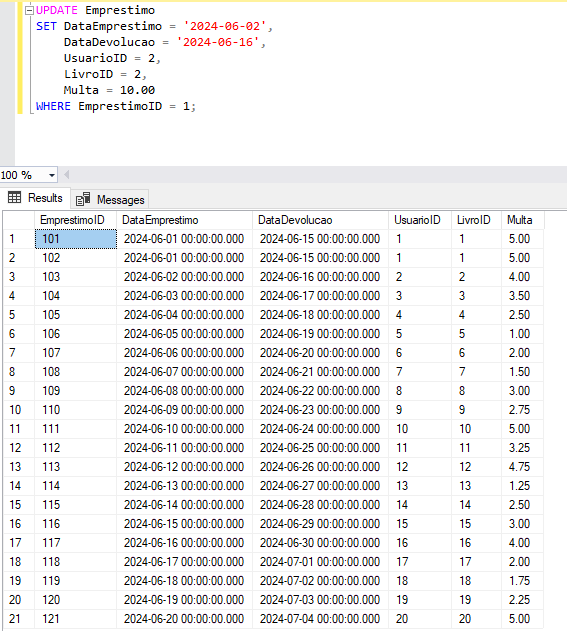 UPDATE Emprestimo
SET DataEmprestimo = '2024-06-02',
DataDevolucao = '2024-06-16',
UsuarioID = 2,
LivroID = 2,
Multa = 10.00
WHERE EmprestimoID = 1;
100 %
Results Messages
EmprestimoID DataEmprestimo DataDevolucao UsuarioID LivroID Multa
1 101 2024-06-01 00:00:00.000 2024-06-15 00:00:00.000 1 1 5.00
2 102 2024-06-01 00:00:00.000 2024-06-15 00:00:00.000 1 1 5.00
3 103 2024-06-02 00:00:00.000 2024-06-16 00:00:00.000 2 2 4.00
4 104 2024-06-03 00:00:00.000 2024-06-17 00:00:00.000 3 3 3.50
5 105 2024-06-04 00:00:00.000 2024-06-18 00:00:00.000 4 4 2.50
6 106 2024-06-05 00:00:00.000 2024-06-19 00:00:00.000 5 5 1.00
7 107 2024-06-06 00:00:00.000 2024-06-20 00:00:00.000 6 6 2.00
8 108 2024-06-07 00:00:00.000 2024-06-21 00:00:00.000 7 7 1.50
9 109 2024-06-08 00:00:00.000 2024-06-22 00:00:00.000 8 8 3.00
10 110 2024-06-09 00:00:00.000 2024-06-23 00:00:00.000 9 9 2.75
11 111 2024-06-10 00:00:00.000 2024-06-24 00:00:00.000 10 10 5.00
12 112 2024-06-11 00:00:00.000 2024-06-25 00:00:00.000 11 11 3.25
13 113 2024-06-12 00:00:00.000 2024-06-26 00:00:00.000 12 12 4.75
14 114 2024-06-13 00:00:00.000 2024-06-27 00:00:00.000 13 13 1.25
15 115 2024-06-14 00:00:00.000 2024-06-28 00:00:00.000 14 14 2.50
16 116 2024-06-15 00:00:00.000 2024-06-29 00:00:00.000 15 15 3.00
17 117 2024-06-16 00:00:00.000 2024-06-30 00:00:00.000 16 16 4.00
18 118 2024-06-17 00:00:00.000 2024-07-01 00:00:00.000 17 17 2.00
19 119 2024-06-18 00:00:00.000 2024-07-02 00:00:00.000 18 18 1.75
20 120 2024-06-19 00:00:00.000 2024-07-03 00:00:00.000 19 19 2.25
21 121 2024-06-20 00:00:00.000 2024-07-04 00:00:00.000 20 20 5.00